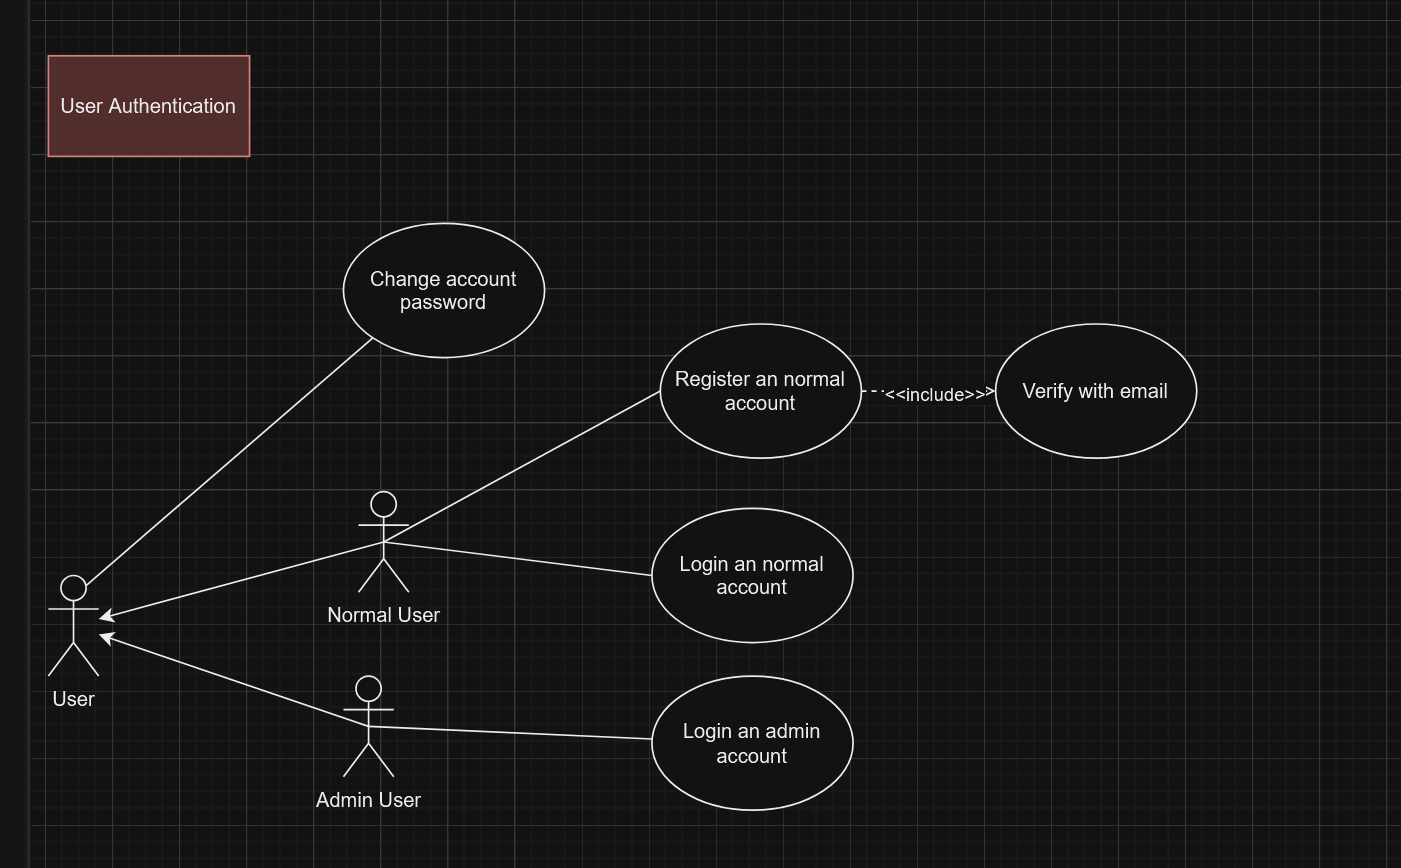 User Authentication
Change account
password
Register an normal
account
<<include>>
Verify with email
Login an normal
account
Normal User
User
Login an admin
account
Admin User